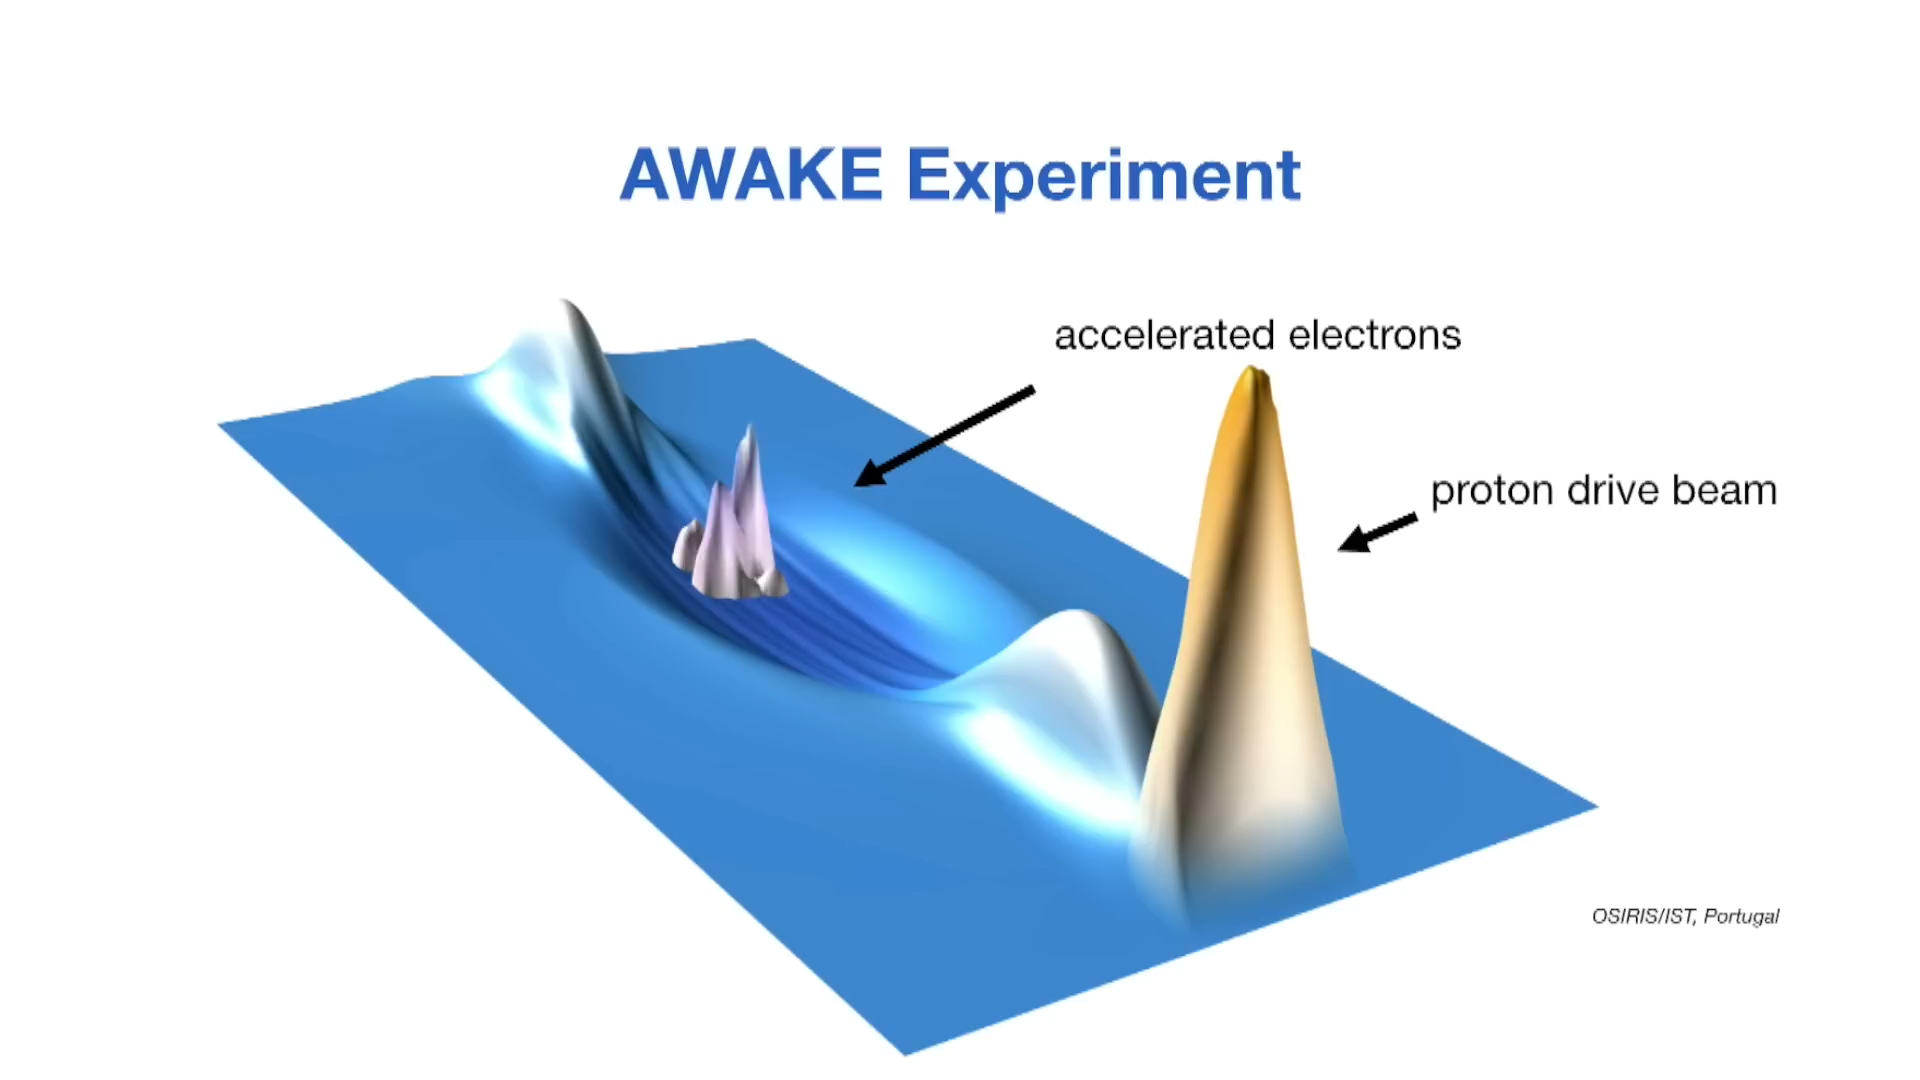 AWAKE Experiment
accelerated electrons
proton drive beam
OSIRIS/IST, Portugal